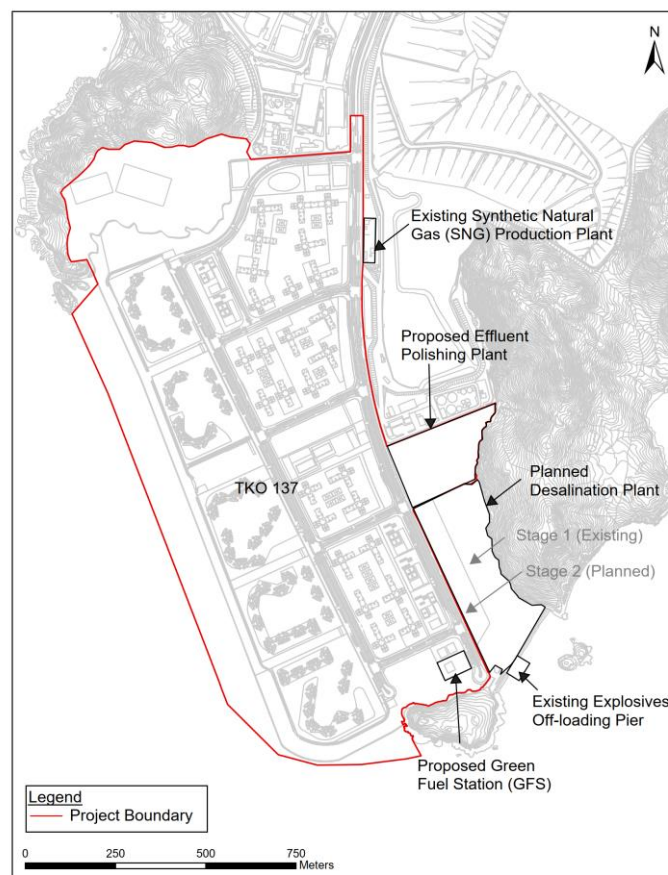 N
Existing Synthetic Natural
Gas (SNG) Production Plant
Proposed Effluent
Polishing Plant
TKO 137
Planned
Desalination Plant
Stage 1 (Existing)
Stage 2 (Planned)
Existing Explosives
Off-loading Pier
Proposed Green
Fuel Station (GFS)
Legend
Project Boundary
0 250 500 750
Meters